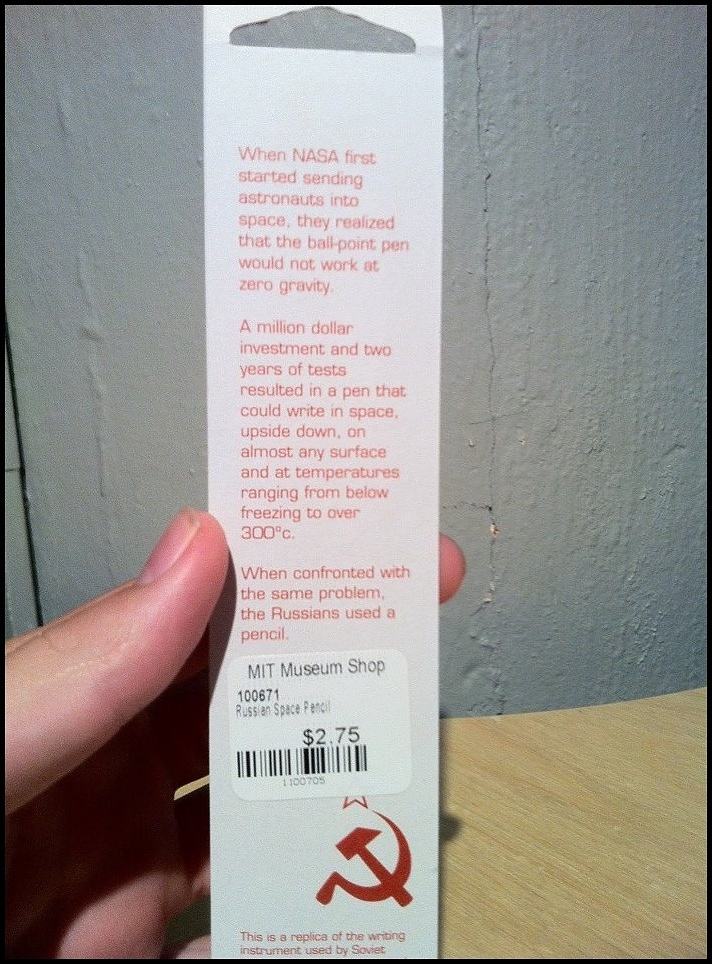 When NASA first
started sending
astronauts into
space, they realized
that the ball-point pen
would not work at
zero gravity.
A million dollar
investment and two
years of tests
resulted in a pen that
could write in space,
upside down, on
almost any surface
and at temperatures
ranging from below
freezing to over
300°c.
When confronted with
the same problem,
the Russians used a
pencil.
MIT Museum Shop
100671
Russian Space Pencil
$2.75
1100705
This is a replica of the writing
instrument used by Soviet